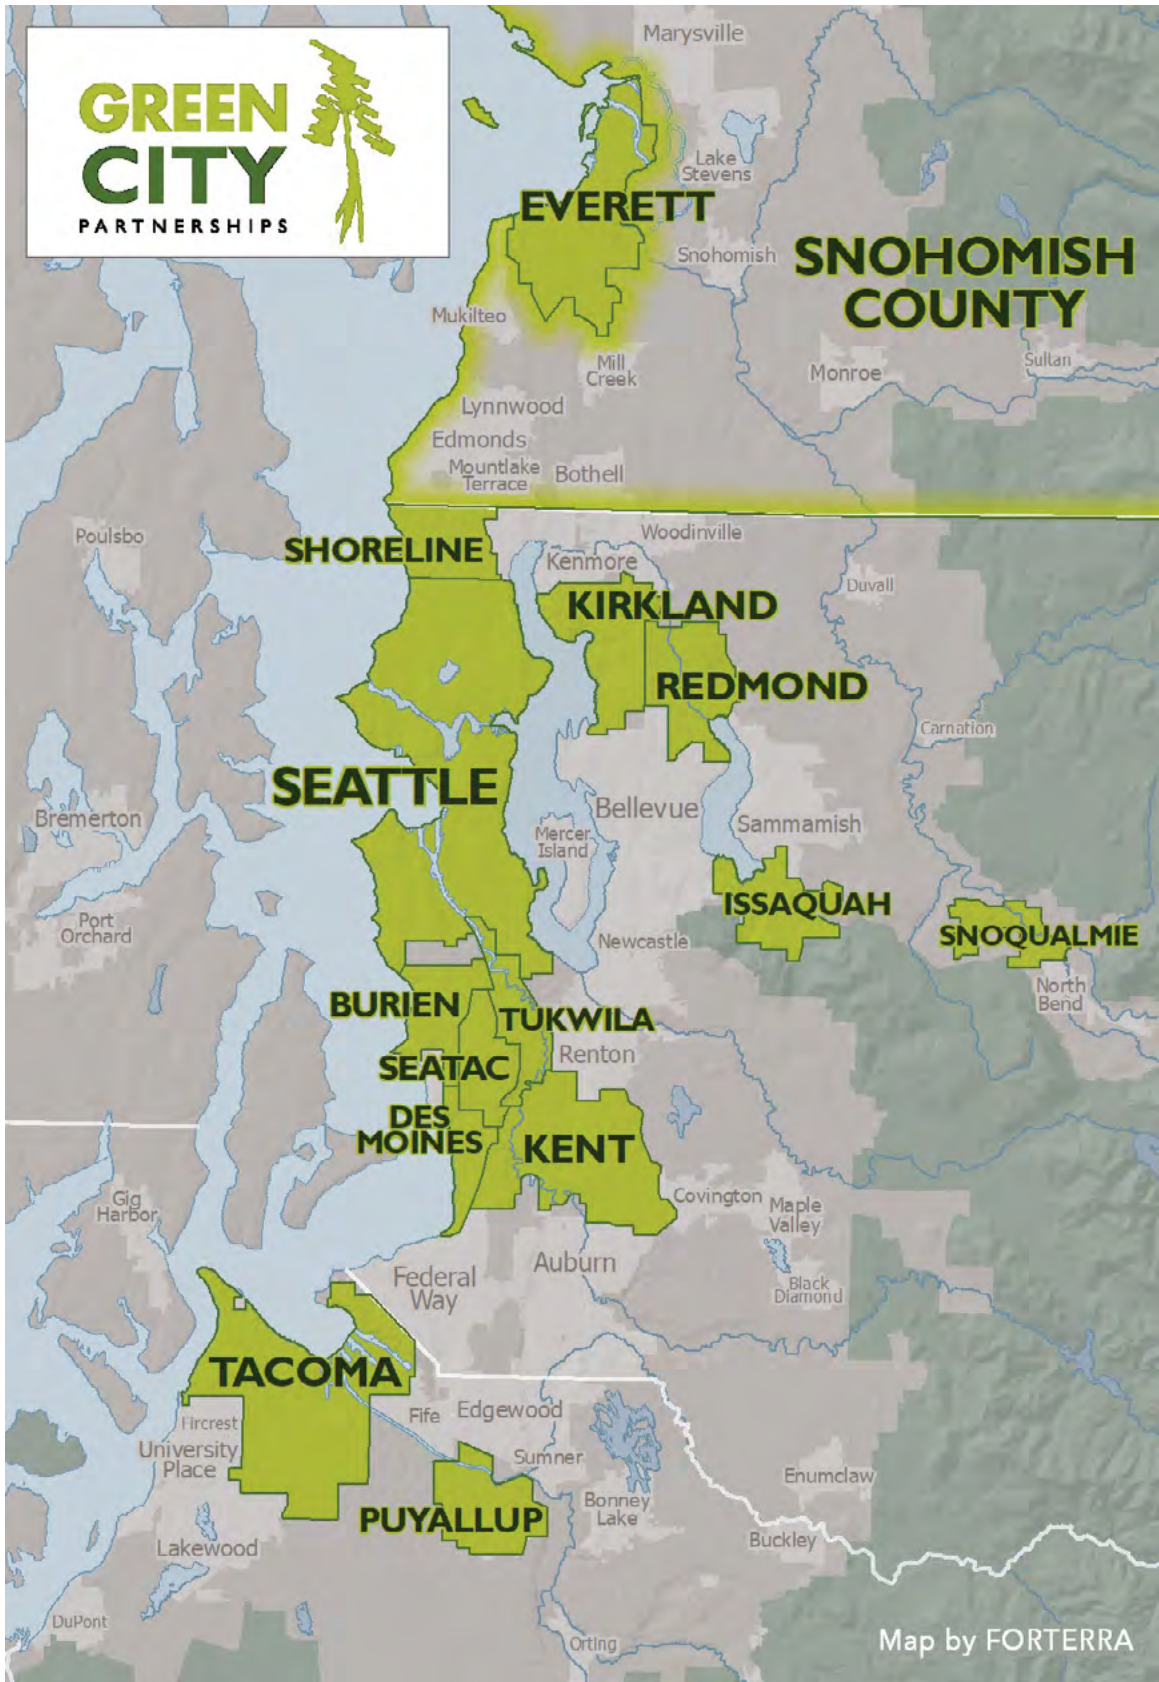 GREEN
CITY
PARTNERSHIPS
Marysville
Lake
Stevens
EVERETT
Snohomish
SNOHOMISH
COUNTY
Mukilteo
Mill
Creek
Monroe
Sultan
Lynnwood
Edmonds
Mountlake
Terrace
Bothell
Poulsbo
SHORELINE
Woodinville
Kenmore
Duvall
KIRKLAND
REDMOND
Carnation
SEATTLE
Bremerton
Bellevue
Mercer
Island
Sammamish
Port
Orchard
ISSAQUAH
Newcastle
SNOQUALMIE
North
Bend
BURIEN
TUKWILA
Renton
SEATAC
DES
MOINES
KENT
Gig
Harbor
Covington
Maple
Valley
Auburn
Federal
Way
Black
Diamond
TACOMA
Fircrest
Fife
Edgewood
University
Place
Sumner
Enumclaw
Bonney
Lake
PUYALLUP
Buckley
Lakewood
DuPont
Orting
Map by FORTERRA